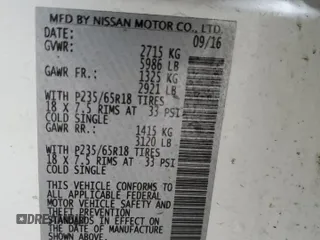 MFD BY NISSAN MOTOR CO., LTD.
DATE: 09/16
GVWR: 2715 KG
5986 LB
GAWR FR.: 1325 KG
2921 LB
WITH P235/65R18 TIRES
18 X 7.5 RIMS AT 33 PSI
COLD SINGLE
GAWR RR.: 1415 KG
3120 LB
WITH P235/65R18 TIRES
18 X 7.5 RIMS AT 33 PSI
COLD SINGLE
THIS VEHICLE CONFORMS TO
ALL APPLICABLE FEDERAL
MOTOR VEHICLE SAFETY AND
THEFT PREVENTION
STANDARDS IN EFFECT ON
THE DATE OF MANUFACTURE
SHOWN ABOVE